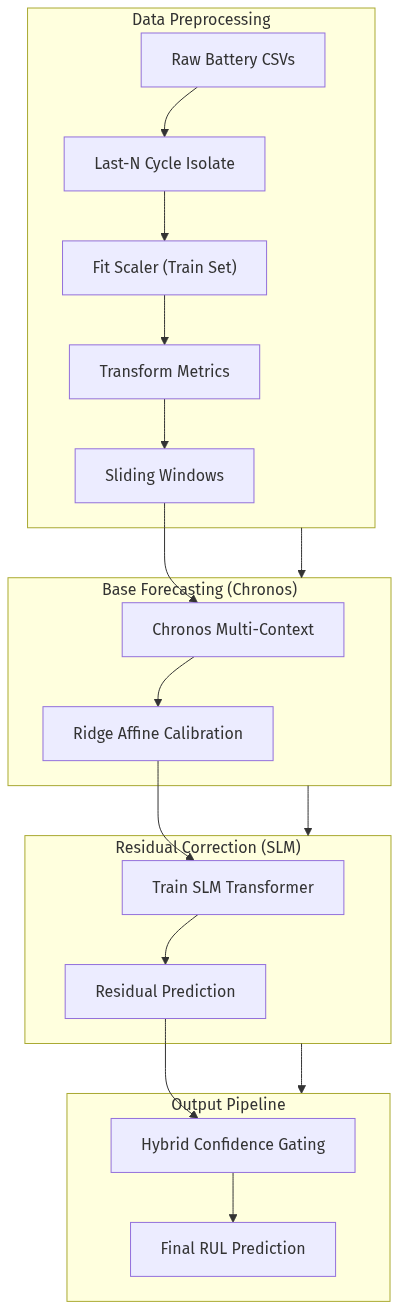 Data Preprocessing
Raw Battery CSVs
Last-N Cycle Isolate
Fit Scaler (Train Set)
Transform Metrics
Sliding Windows
Base Forecasting (Chronos)
Chronos Multi-Context
Ridge Affine Calibration
Residual Correction (SLM)
Train SLM Transformer
Residual Prediction
Output Pipeline
Hybrid Confidence Gating
Final RUL Prediction